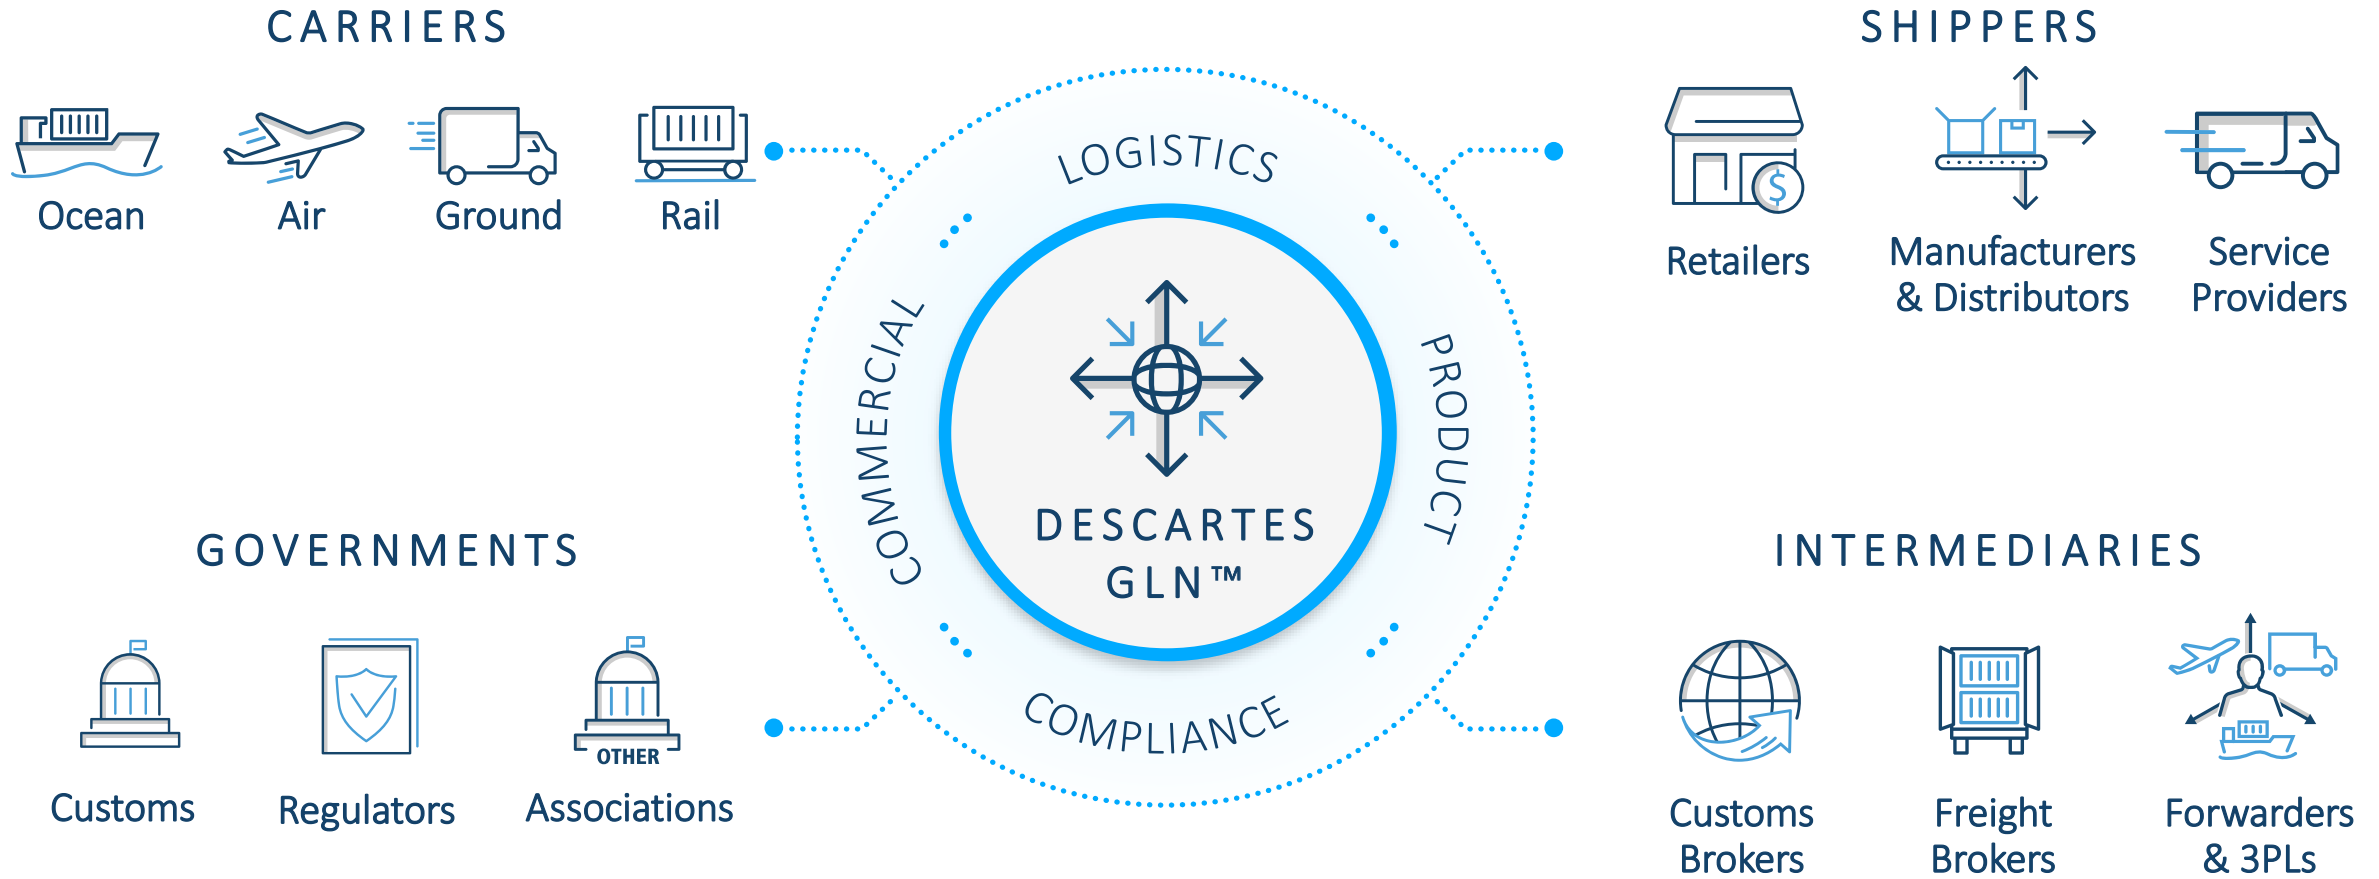 CARRIERS
Ocean
Air
Ground
Rail
SHIPPERS
$
Retailers
Manufacturers
& Distributors
Service
Providers
LOGISTICS
PRODUCT
COMMERCIAL
COMPLIANCE
DESCARTES
GLN™
GOVERNMENTS
Customs
Regulators
OTHER
Associations
INTERMEDIARIES
Customs
Brokers
Freight
Brokers
Forwarders
& 3PLs